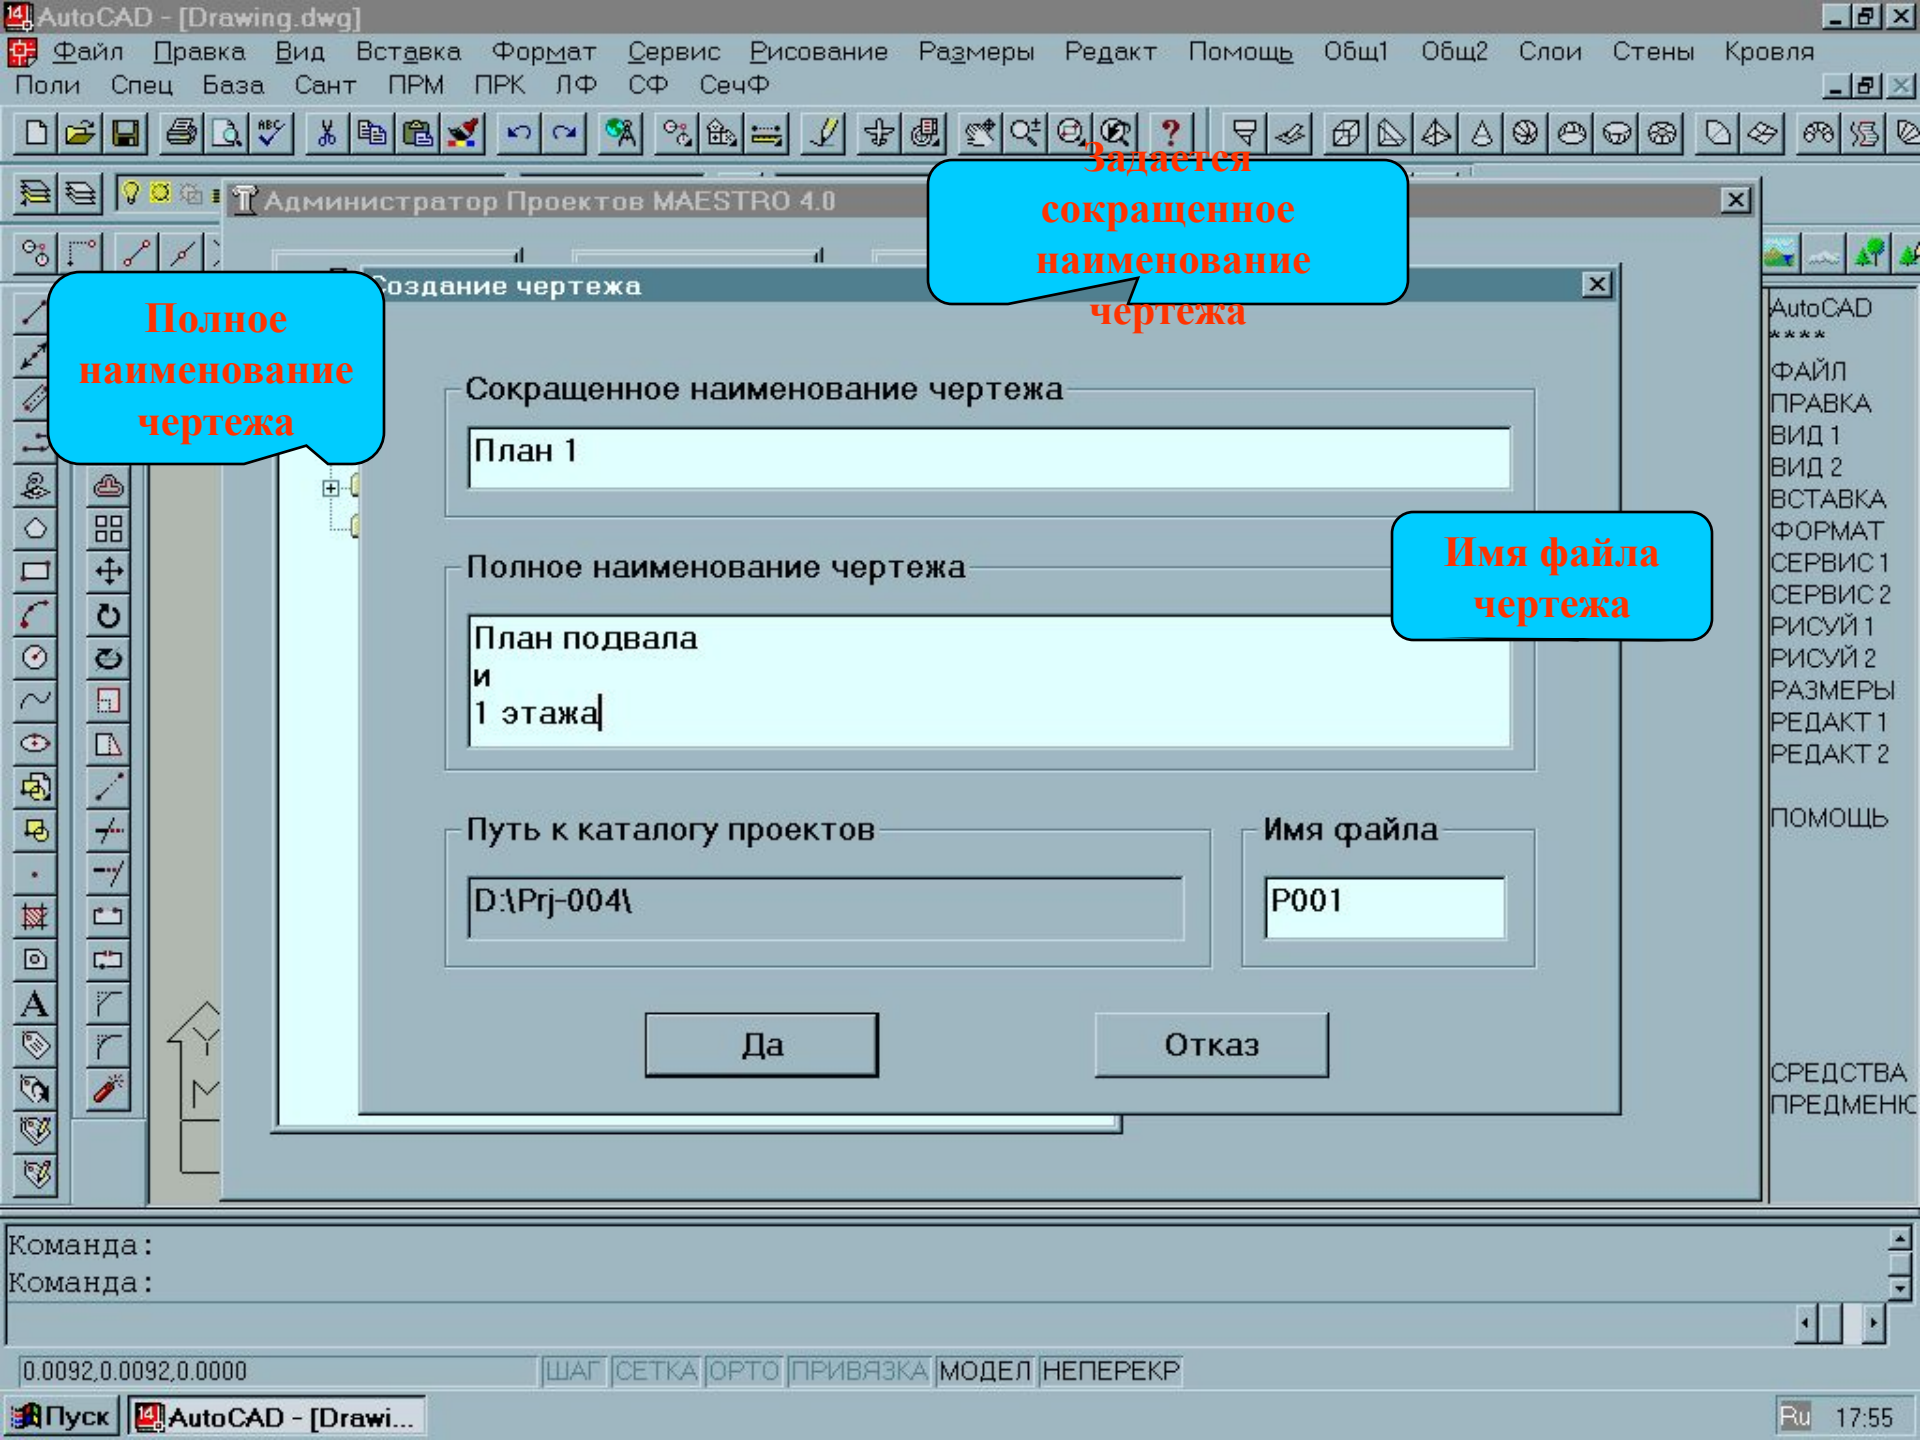 AutoCAD - [Drawing.dwg]
Файл Правка Вид Вставка Формат Сервис Рисование Размеры Редакт Помощь Общ1 Общ2 Слои Стены Кровля
Поли Спец База Сант ПРМ ПРК ЛФ СФ СечФ
Задается
сокращенное
наименование
чертежа
Администратор Проектов MAESTRO 4.0
Создание чертежа
Полное
наименование
чертежа
Сокращенное наименование чертежа
План 1
Имя файла
чертежа
Полное наименование чертежа
План подвала
и
1 этажа
Путь к каталогу проектов
D:\Prj-004\
Имя файла
P001
Да
Отказ
AutoCAD
****
ФАЙЛ
ПРАВКА
ВИД 1
ВИД 2
ВСТАВКА
ФОРМАТ
СЕРВИС 1
СЕРВИС 2
РИСУЙ 1
РИСУЙ 2
РАЗМЕРЫ
РЕДАКТ 1
РЕДАКТ 2
ПОМОЩЬ
СРЕДСТВА
ПРЕДМЕНЮ
Команда:
Команда:
0.0092,0.0092,0.0000
ШАГ СЕТКА ОРТО ПРИВЯЗКА МОДЕЛ НЕПЕРЕКР
Пуск
AutoCAD - [Drawi...
Ru 17:55